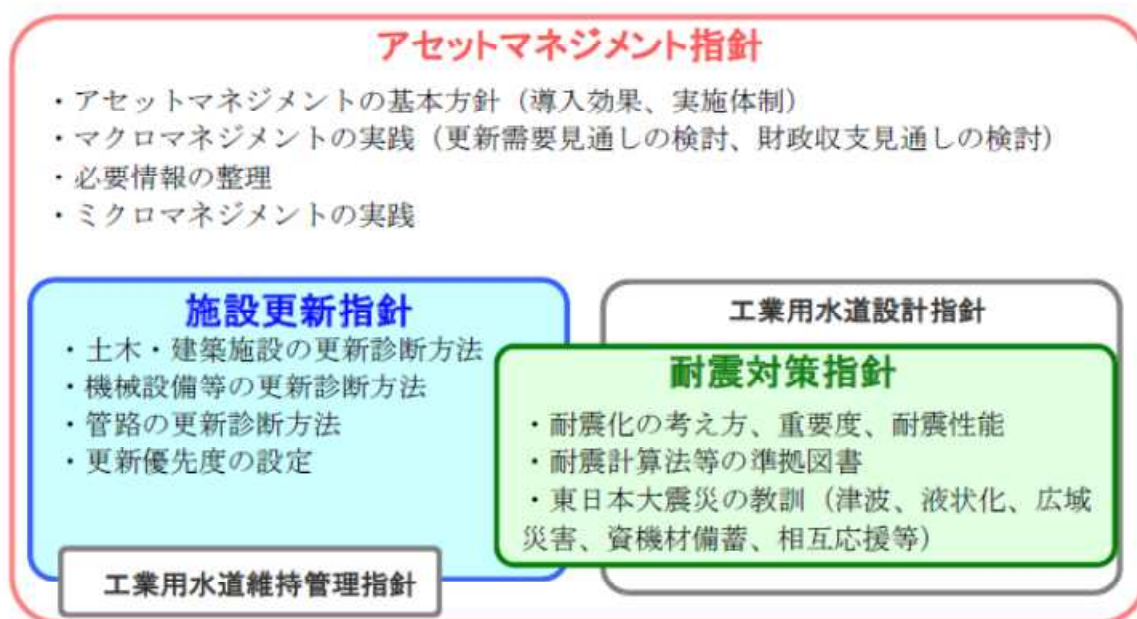 アセットマネジメント指針
・アセットマネジメントの基本方針（導入効果、実施体制）
・マクロマネジメントの実践（更新需要見通しの検討、財政収支見通しの検討）
・必要情報の整理
・ミクロマネジメントの実践
施設更新指針
・土木・建築施設の更新診断方法
・機械設備等の更新診断方法
・管路の更新診断方法
・更新優先度の設定
工業用水道維持管理指針
工業用水道設計指針
耐震対策指針
・耐震化の考え方、重要度、耐震性能
・耐震計算法等の準拠図書
・東日本大震災の教訓（津波、液状化、広域
災害、資機材備蓄、相互応援等）